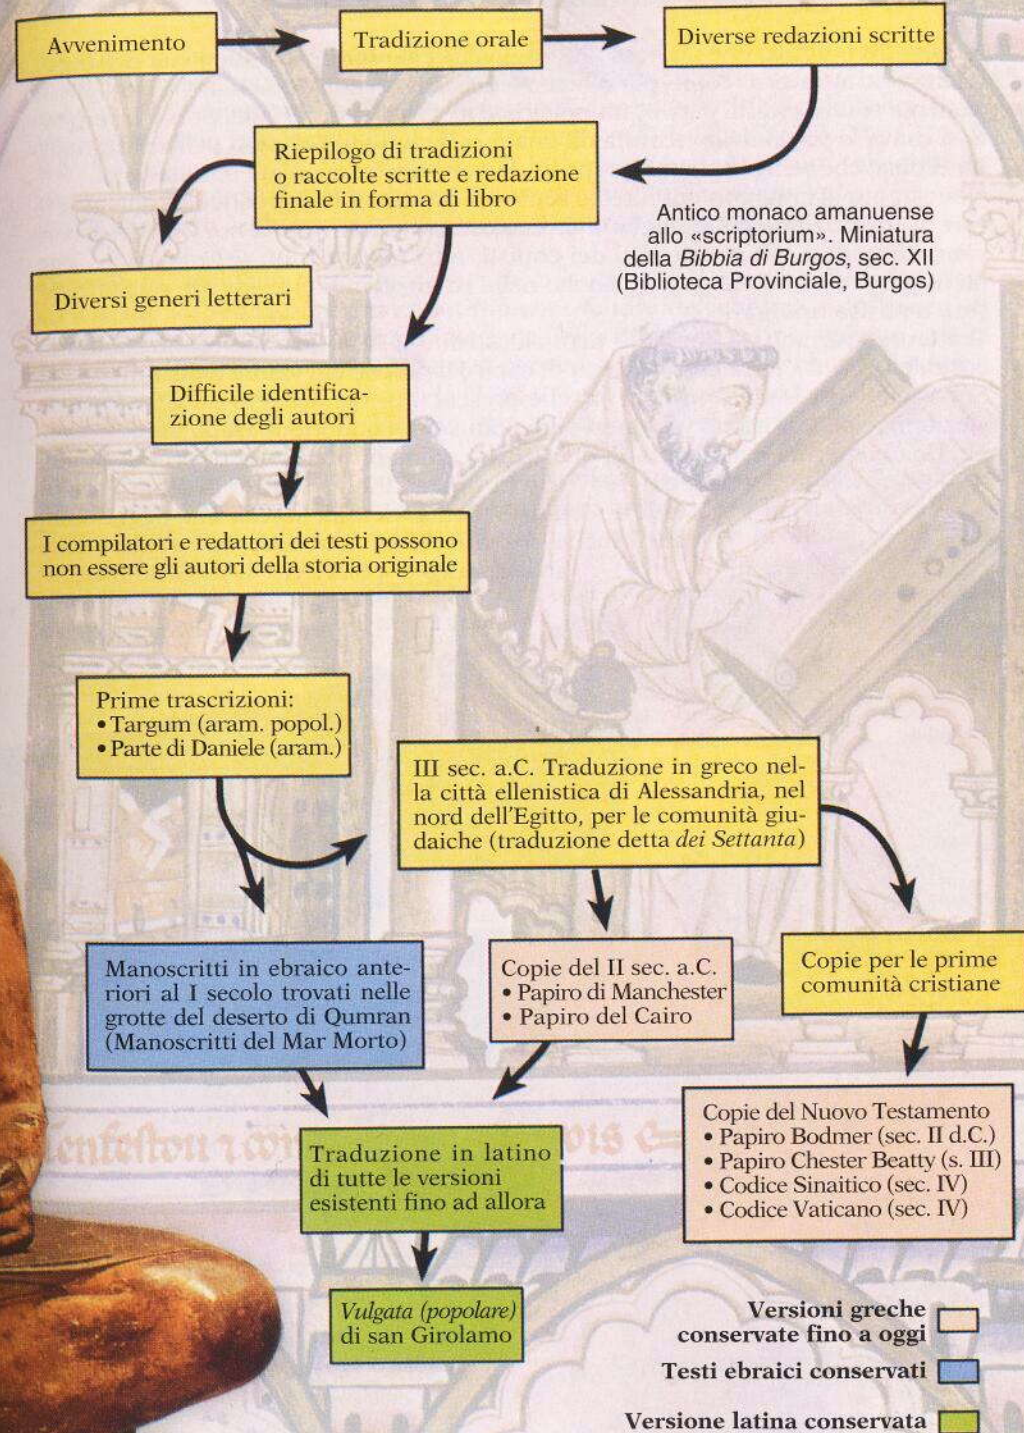 Avvenimento
Tradizione orale
Diverse redazioni scritte
Riepilogo di tradizioni
o raccolte scritte e redazione
finale in forma di libro
Antico monaco amanuense
allo «scriptorium». Miniatura
della Bibbia di Burgos, sec. XII
(Biblioteca Provinciale, Burgos)
Diversi generi letterari
Difficile identifica-
zione degli autori
I compilatori e redattori dei testi possono
non essere gli autori della storia originale
Prime trascrizioni:
• Targum (aram. popol.)
• Parte di Daniele (aram.)
III sec. a.C. Traduzione in greco nel-
la città ellenistica di Alessandria, nel
nord dell'Egitto, per le comunità giu-
daiche (traduzione detta dei Settanta)
Manoscritti in ebraico ante-
riori al I secolo trovati nelle
grotte del deserto di Qumran
(Manoscritti del Mar Morto)
Copie del II sec. a.C.
• Papiro di Manchester
• Papiro del Cairo
Copie per le prime
comunità cristiane
Traduzione in latino
di tutte le versioni
esistenti fino ad allora
Copie del Nuovo Testamento
• Papiro Bodmer (sec. II d.C.)
• Papiro Chester Beatty (s. III)
• Codice Sinaitico (sec. IV)
• Codice Vaticano (sec. IV)
Vulgata (popolare)
di san Girolamo
Versioni greche
conservate fino a oggi
Testi ebraici conservati
Versione latina conservata